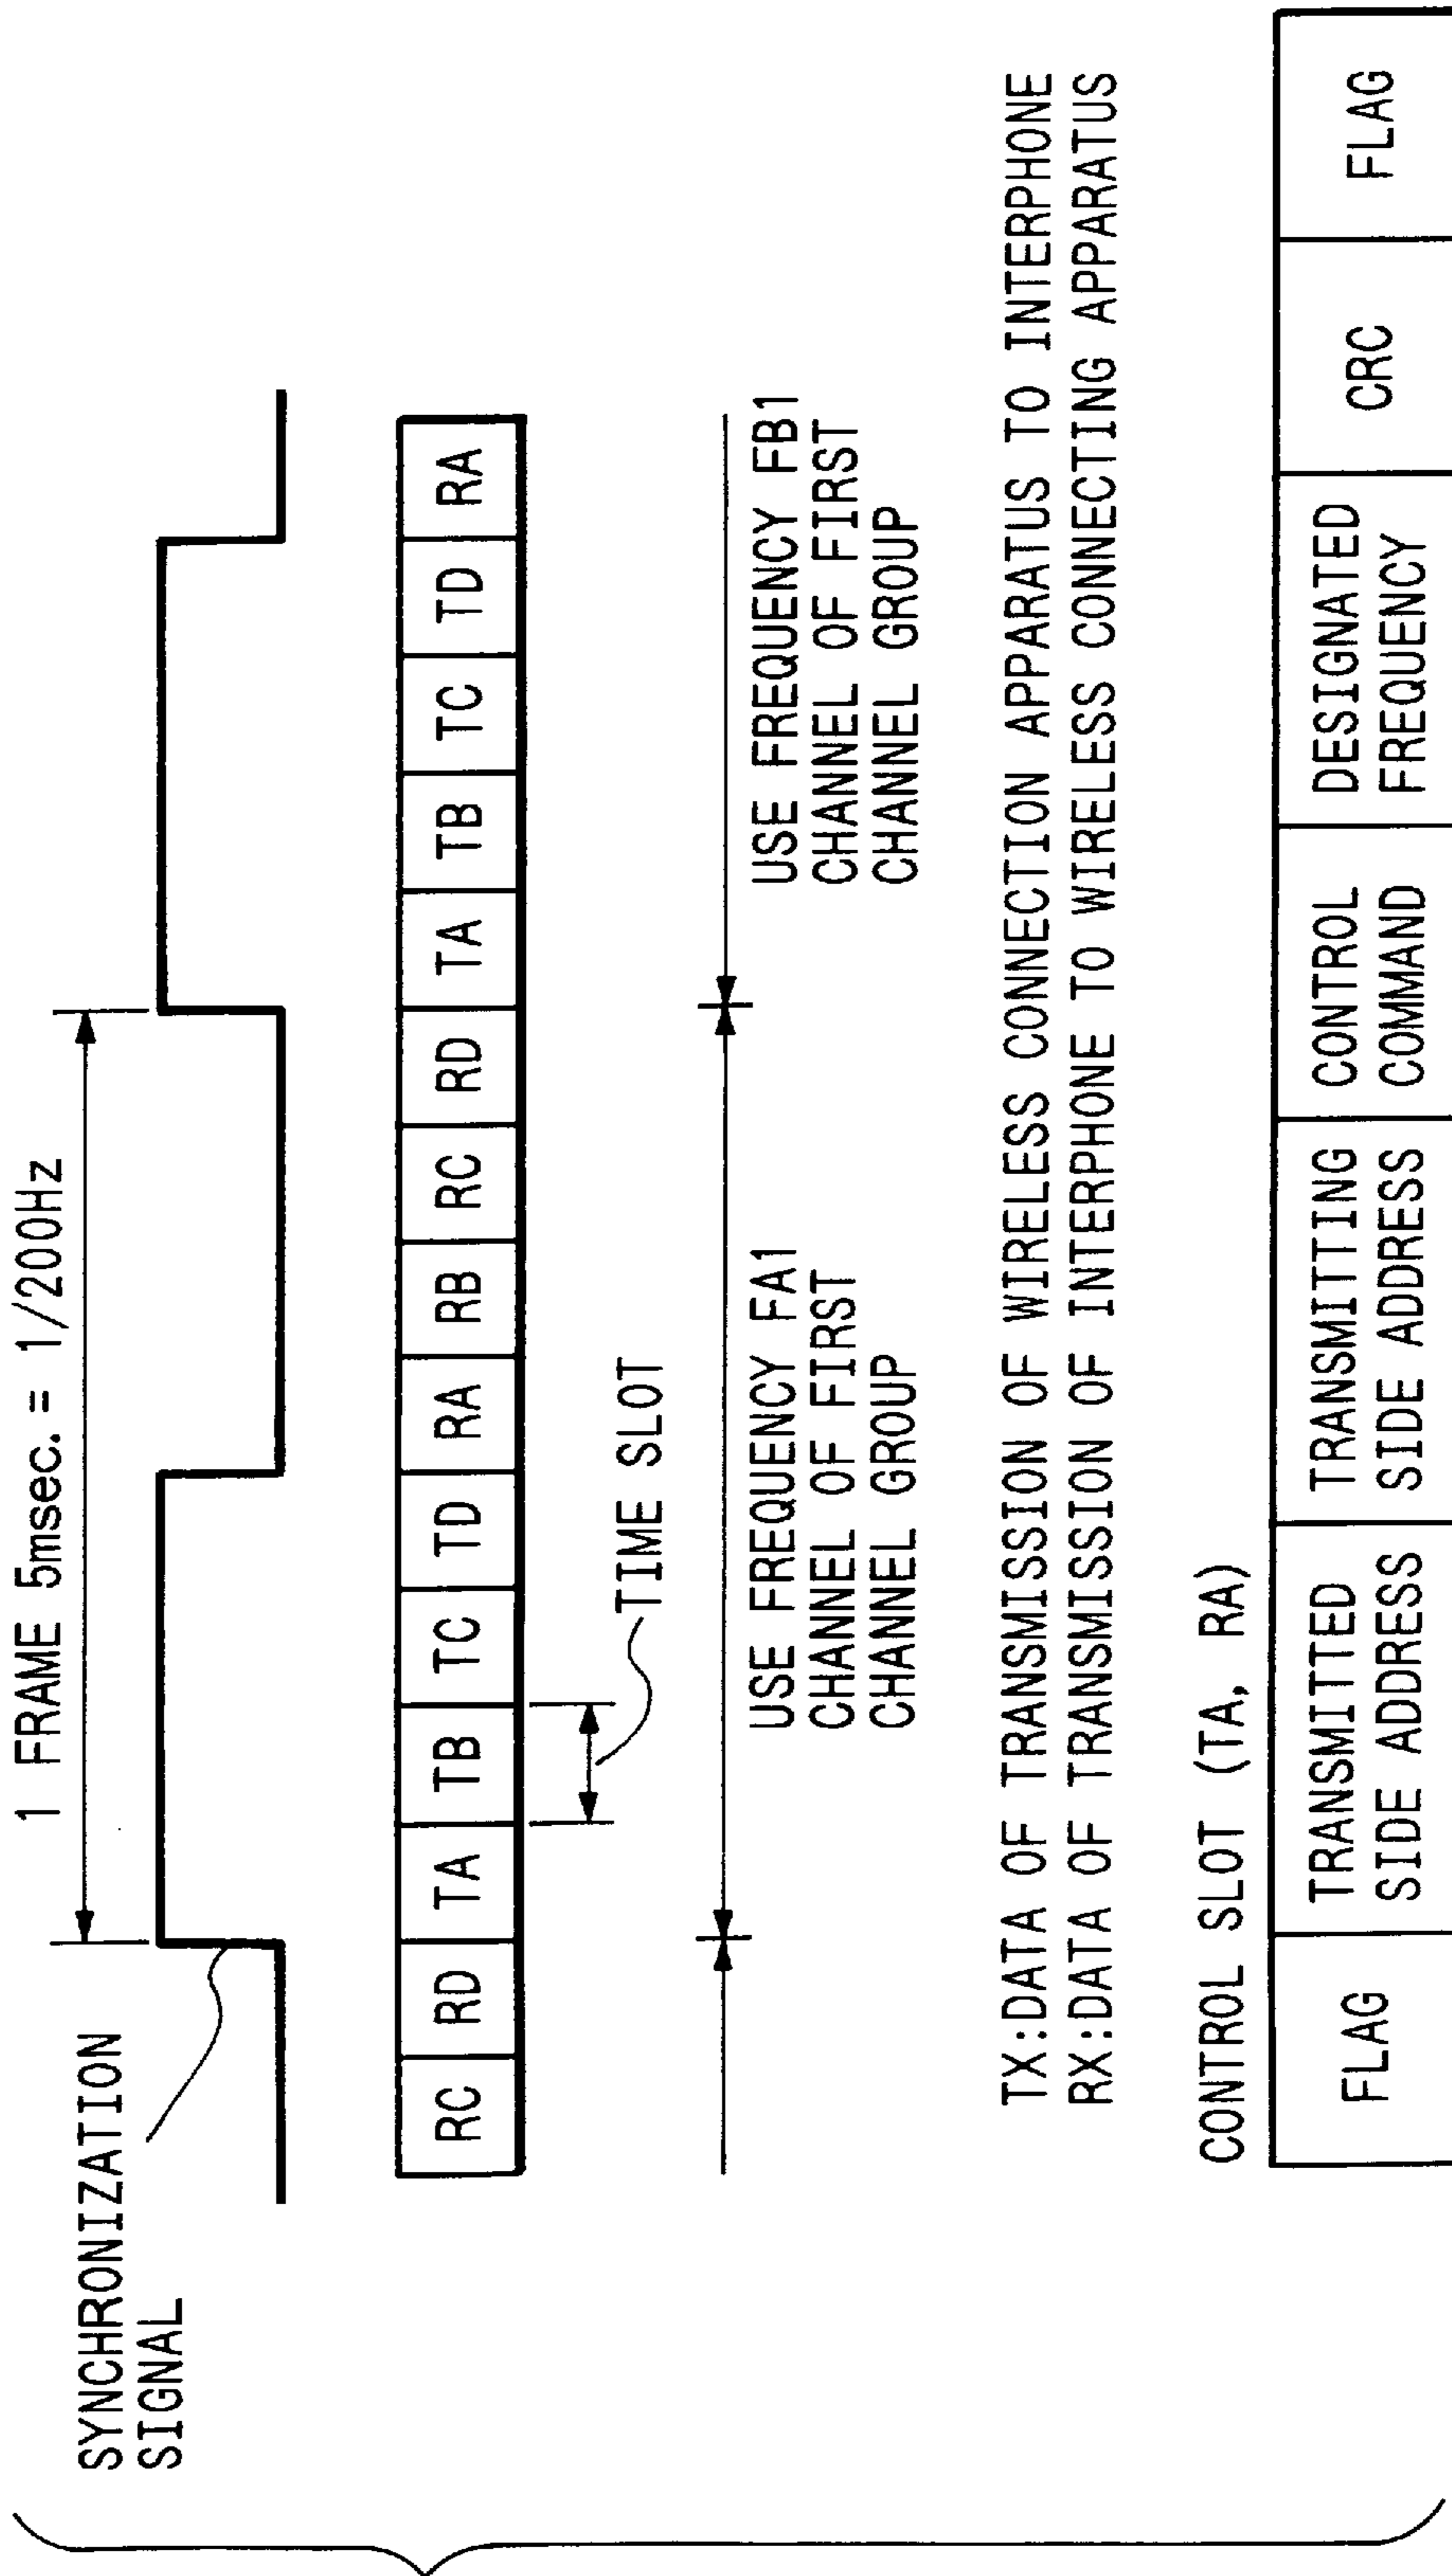 1 FRAME 5msec. = 1/200Hz
SYNCHRONIZATION
SIGNAL
RC RD TA TB TC TD RA RB RC RD TA TB TC TD RA
TIME SLOT
USE FREQUENCY FA1
CHANNEL OF FIRST
CHANNEL GROUP
USE FREQUENCY FB1
CHANNEL OF FIRST
CHANNEL GROUP
TX:DATA OF TRANSMISSION OF WIRELESS CONNECTION APPARATUS TO INTERPHONE
RX:DATA OF TRANSMISSION OF INTERPHONE TO WIRELESS CONNECTING APPARATUS
CONTROL SLOT (TA, RA)
FLAG
TRANSMITTED
SIDE ADDRESS
TRANSMITTING
SIDE ADDRESS
CONTROL
COMMAND
DESIGNATED
FREQUENCY
CRC
FLAG